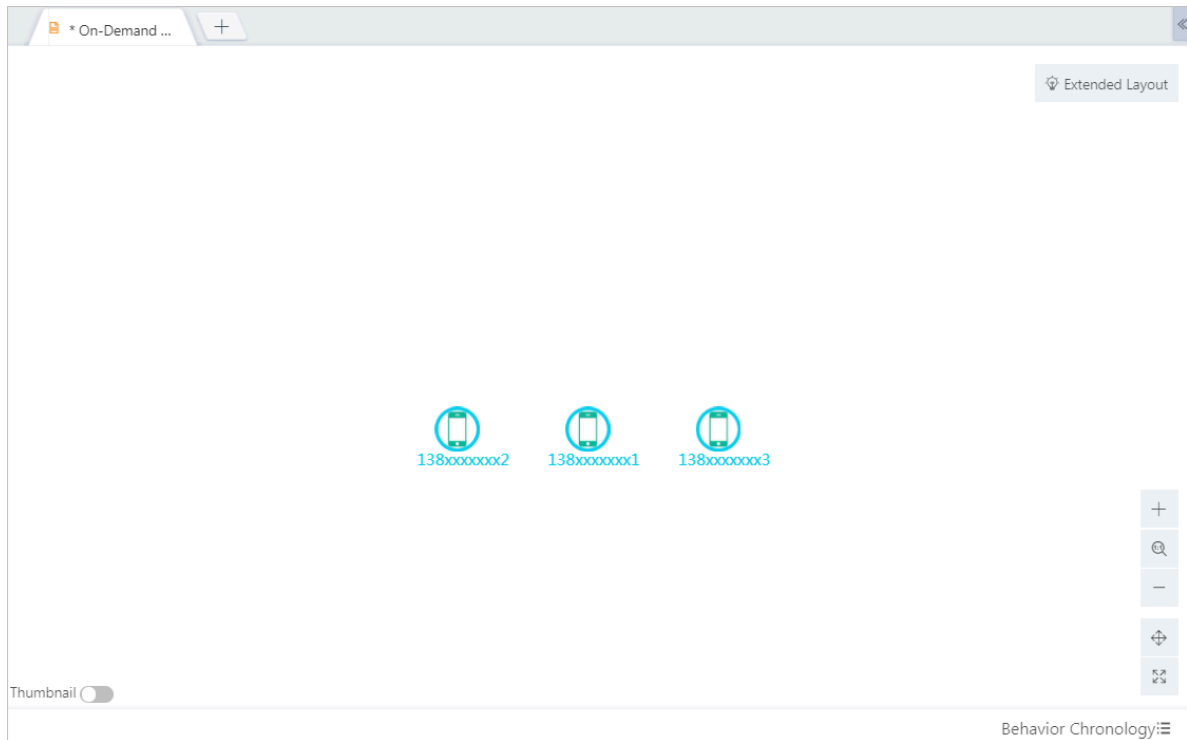 * On-Demand ...
Extended Layout
138xxxxxxx2 138xxxxxxx1 138xxxxxxx3
Thumbnail
Behavior Chronology